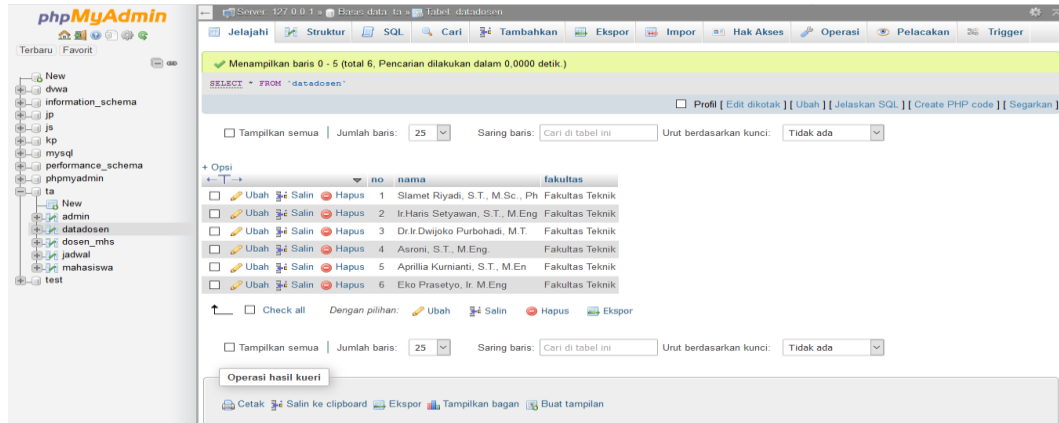 phpMyAdmin
Terbaru Favorit
New
dvwa
information_schema
jp
js
kp
mysql
performance_schema
phpmyadmin
ta
New
admin
datadosen
dosen_mhs
jadwal
mahasiswa
test
Server: 127.0.0.1 » Basis data: ta » Tabel: datadosen
Jelajahi Struktur SQL Cari Tambahkan Ekspor Impor Hak Akses Operasi Pelacakan Trigger
Menampilkan baris 0 - 5 (total 6, Pencarian dilakukan dalam 0,0000 detik.)
SELECT * FROM `datadosen`
Profil [ Edit dikotak ] [ Ubah ] [ Jelaskan SQL ] [ Create PHP code ] [ Segarkan ]
Tampilkan semua | Jumlah baris: 25 Saring baris: Cari di tabel ini Urut berdasarkan kunci: Tidak ada
+ Opsi
←T→ no nama fakultas
Ubah Salin Hapus 1 Slamet Riyadi, S.T., M.Sc., Ph Fakultas Teknik
Ubah Salin Hapus 2 Ir.Haris Setyawan, S.T., M.Eng Fakultas Teknik
Ubah Salin Hapus 3 Dr.Ir.Dwijoko Purbohadi, M.T. Fakultas Teknik
Ubah Salin Hapus 4 Asroni, S.T., M.Eng. Fakultas Teknik
Ubah Salin Hapus 5 Aprillia Kurnianti, S.T., M.En Fakultas Teknik
Ubah Salin Hapus 6 Eko Prasetyo, Ir. M.Eng Fakultas Teknik
Check all Dengan pilihan: Ubah Salin Hapus Ekspor
Tampilkan semua | Jumlah baris: 25 Saring baris: Cari di tabel ini Urut berdasarkan kunci: Tidak ada
Operasi hasil kueri
Cetak Salin ke clipboard Ekspor Tampilkan bagan Buat tampilan